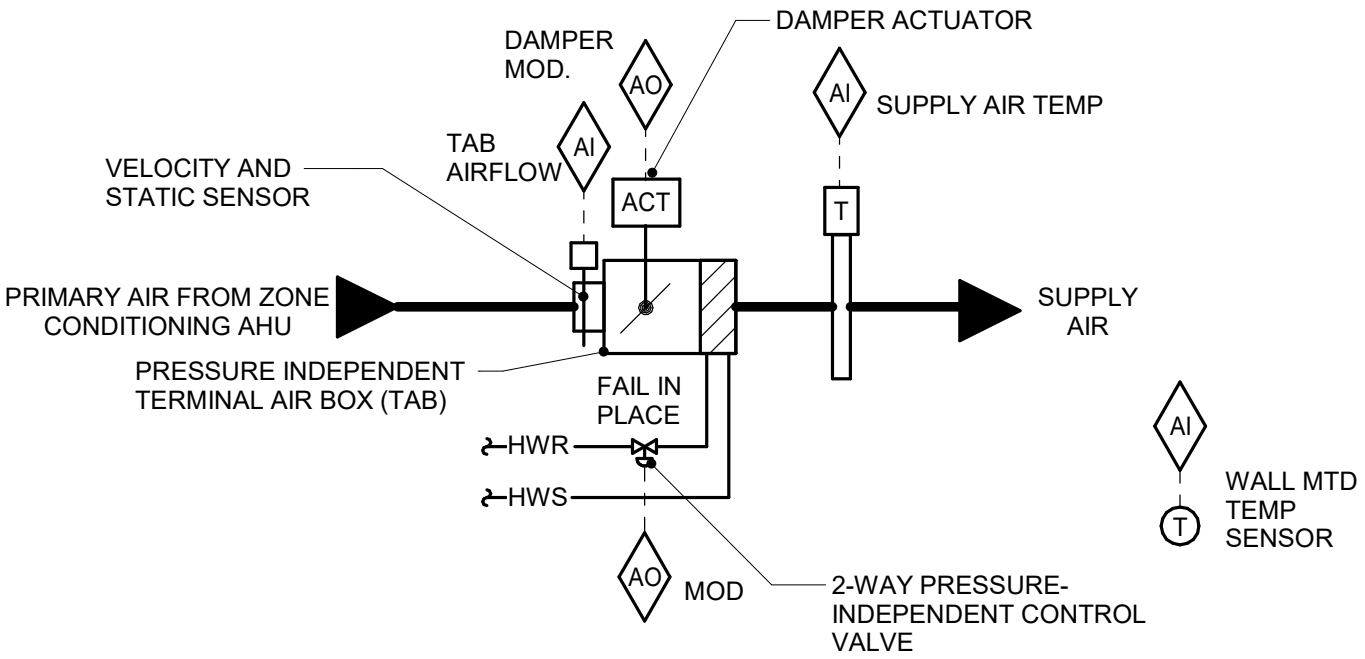 DAMPER ACTUATOR
DAMPER
MOD.
AO
AI
SUPPLY AIR TEMP
TAB
AIRFLOW
AI
VELOCITY AND
STATIC SENSOR
ACT
T
PRIMARY AIR FROM ZONE
CONDITIONING AHU
SUPPLY
AIR
PRESSURE INDEPENDENT
TERMINAL AIR BOX (TAB)
FAIL IN
PLACE
HWR
HWS
AI
T
WALL MTD
TEMP
SENSOR
AO
MOD
2-WAY PRESSURE-
INDEPENDENT CONTROL
VALVE